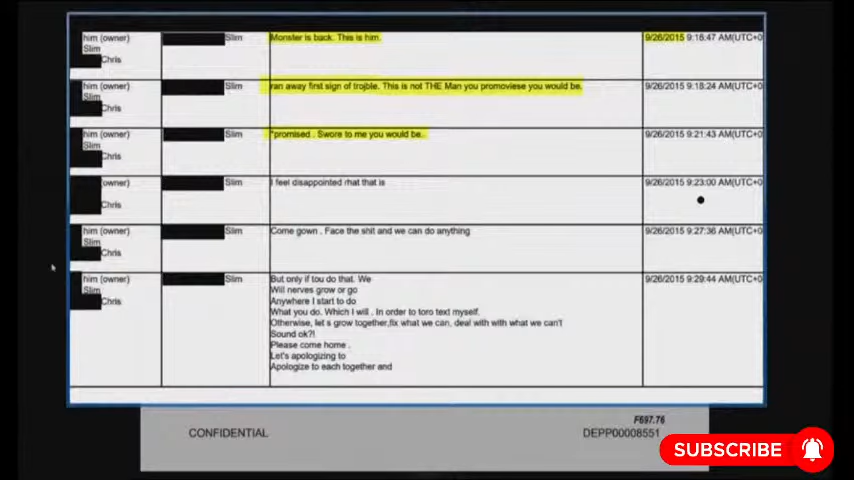 him (owner) Slim Monster is back. This is him. 9/26/2015 9:18:47 AM(UTC+0
Slim
Chris
him (owner) Slim ran away first sign of trojble. This is not THE Man you promoviese you would be. 9/26/2015 9:18:24 AM(UTC+0
Slim
Chris
him (owner) Slim *promised . Swore to me you would be. 9/26/2015 9:21:43 AM(UTC+0
Slim
Chris
(owner) Slim I feel disappointed rhat that is 9/26/2015 9:23:00 AM(UTC+0
Chris
him (owner) Slim Come gown . Face the shit and we can do anything 9/26/2015 9:27:36 AM(UTC+0
Slim
Chris
him (owner) Slim But only if tou do that. We 9/26/2015 9:29:44 AM(UTC+0
Slim Will nerves grow or go
Chris Anywhere I start to do
What you do. Which I will . In order to toro text myself.
Otherwise, let s grow together,fix what we can, deal with with what we can't
Sound ok?!
Please come home .
Let's apologizing to
Apologize to each together and
F697.76
CONFIDENTIAL DEPP00008551
SUBSCRIBE